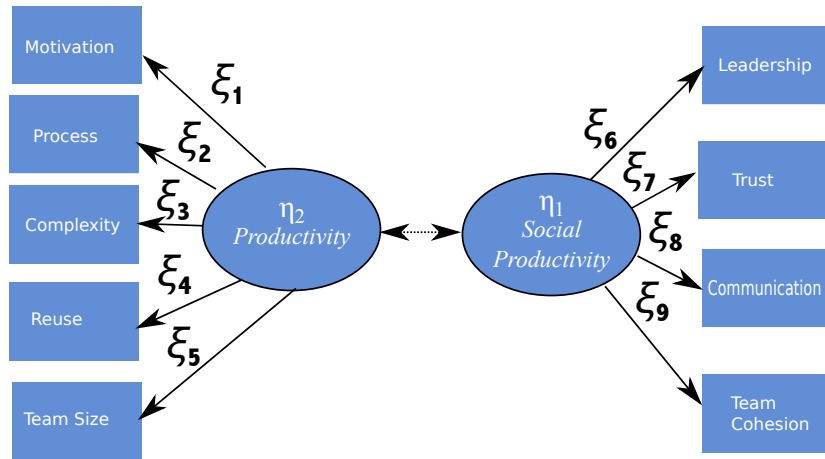 Motivation
Process
Complexity
Reuse
Team Size
ξ1
ξ2
ξ3
ξ4
ξ5
η2
Productivity
η1
Social
Productivity
ξ6
ξ7
ξ8
ξ9
Leadership
Trust
Communication
Team
Cohesion